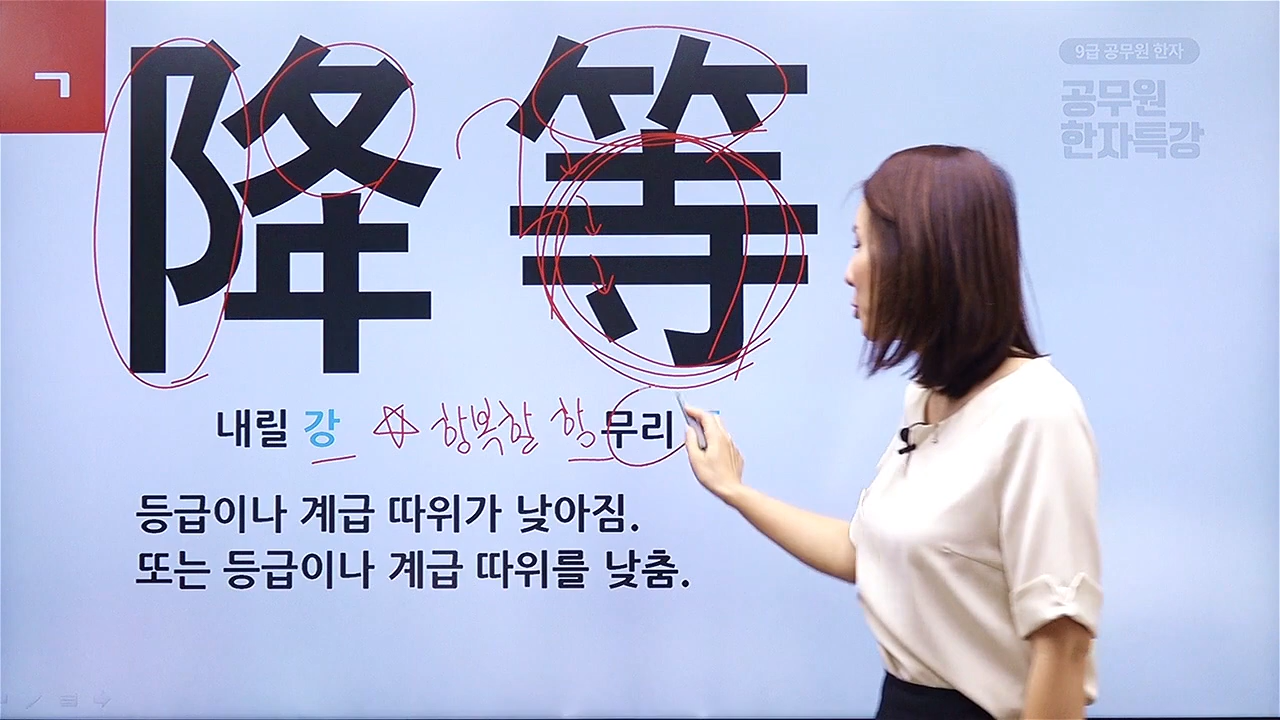 ㄱ
降等
9급 공무원 한자
공무원
한자특강
내릴 강 항복할 항 무리
등급이나 계급 따위가 낮아짐.
또는 등급이나 계급 따위를 낮춤.